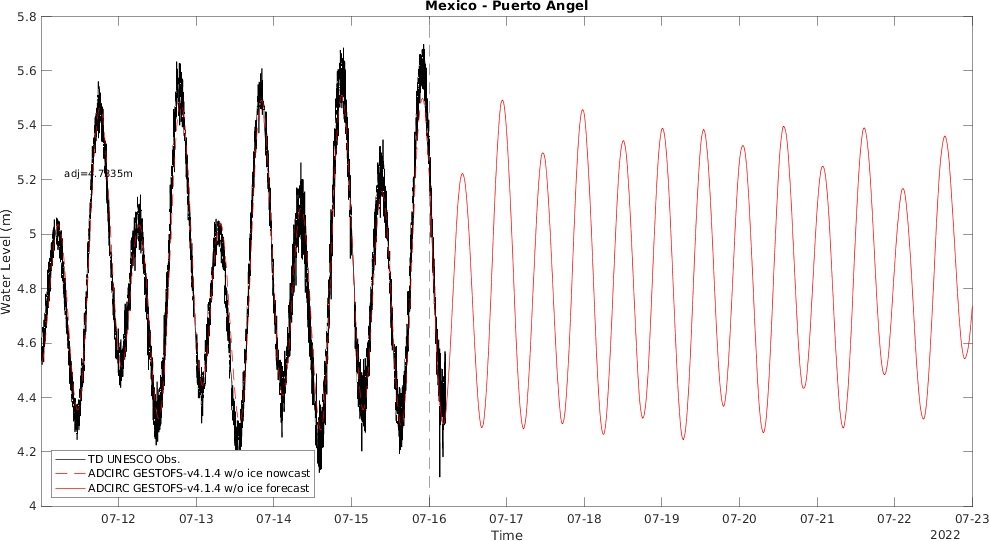 Mexico - Puerto Angel
5.8
5.6
5.4
5.2
5
4.8
4.6
4.4
4.2
4
Water Level (m)
adj=4.7835m
TD UNESCO Obs.
ADCIRC GESTOFS-v4.1.4 w/o ice nowcast
ADCIRC GESTOFS-v4.1.4 w/o ice forecast
07-12 07-13 07-14 07-15 07-16 07-17 07-18 07-19 07-20 07-21 07-22 07-23
Time
2022